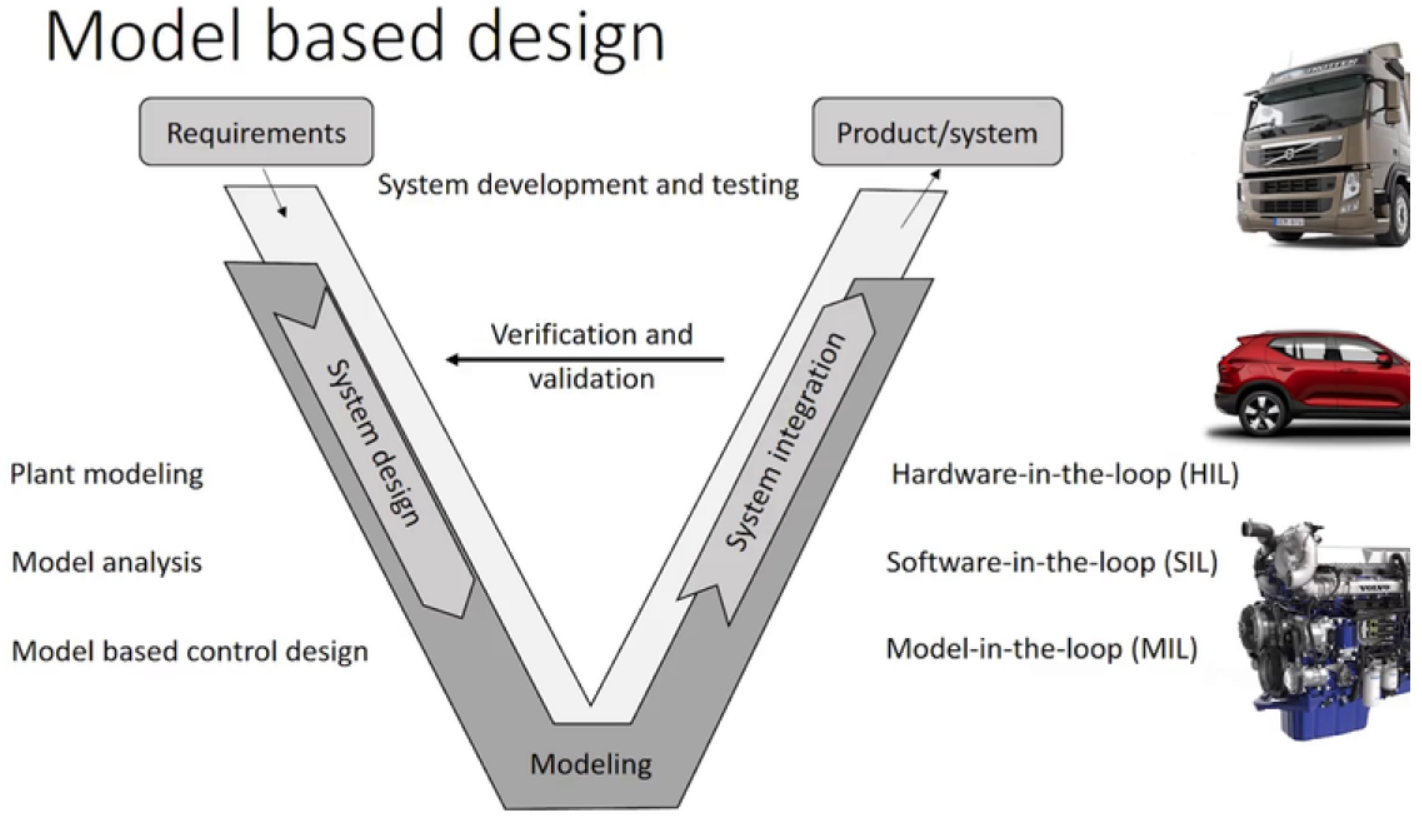 Model based design
Requirements
Product/system
System development and testing
Verification and
validation
System design
System integration
Plant modeling
Model analysis
Model based control design
Hardware-in-the-loop (HIL)
Software-in-the-loop (SIL)
Model-in-the-loop (MIL)
Modeling
VOLVO